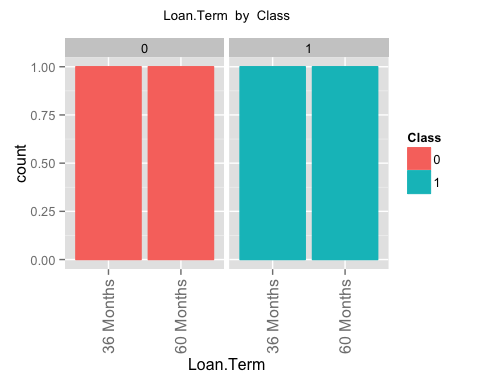 Loan.Term by Class
0 1
1.00
0.75
0.50
0.25
0.00
count
36 Months
60 Months
36 Months
60 Months
Loan.Term
Class
0
1